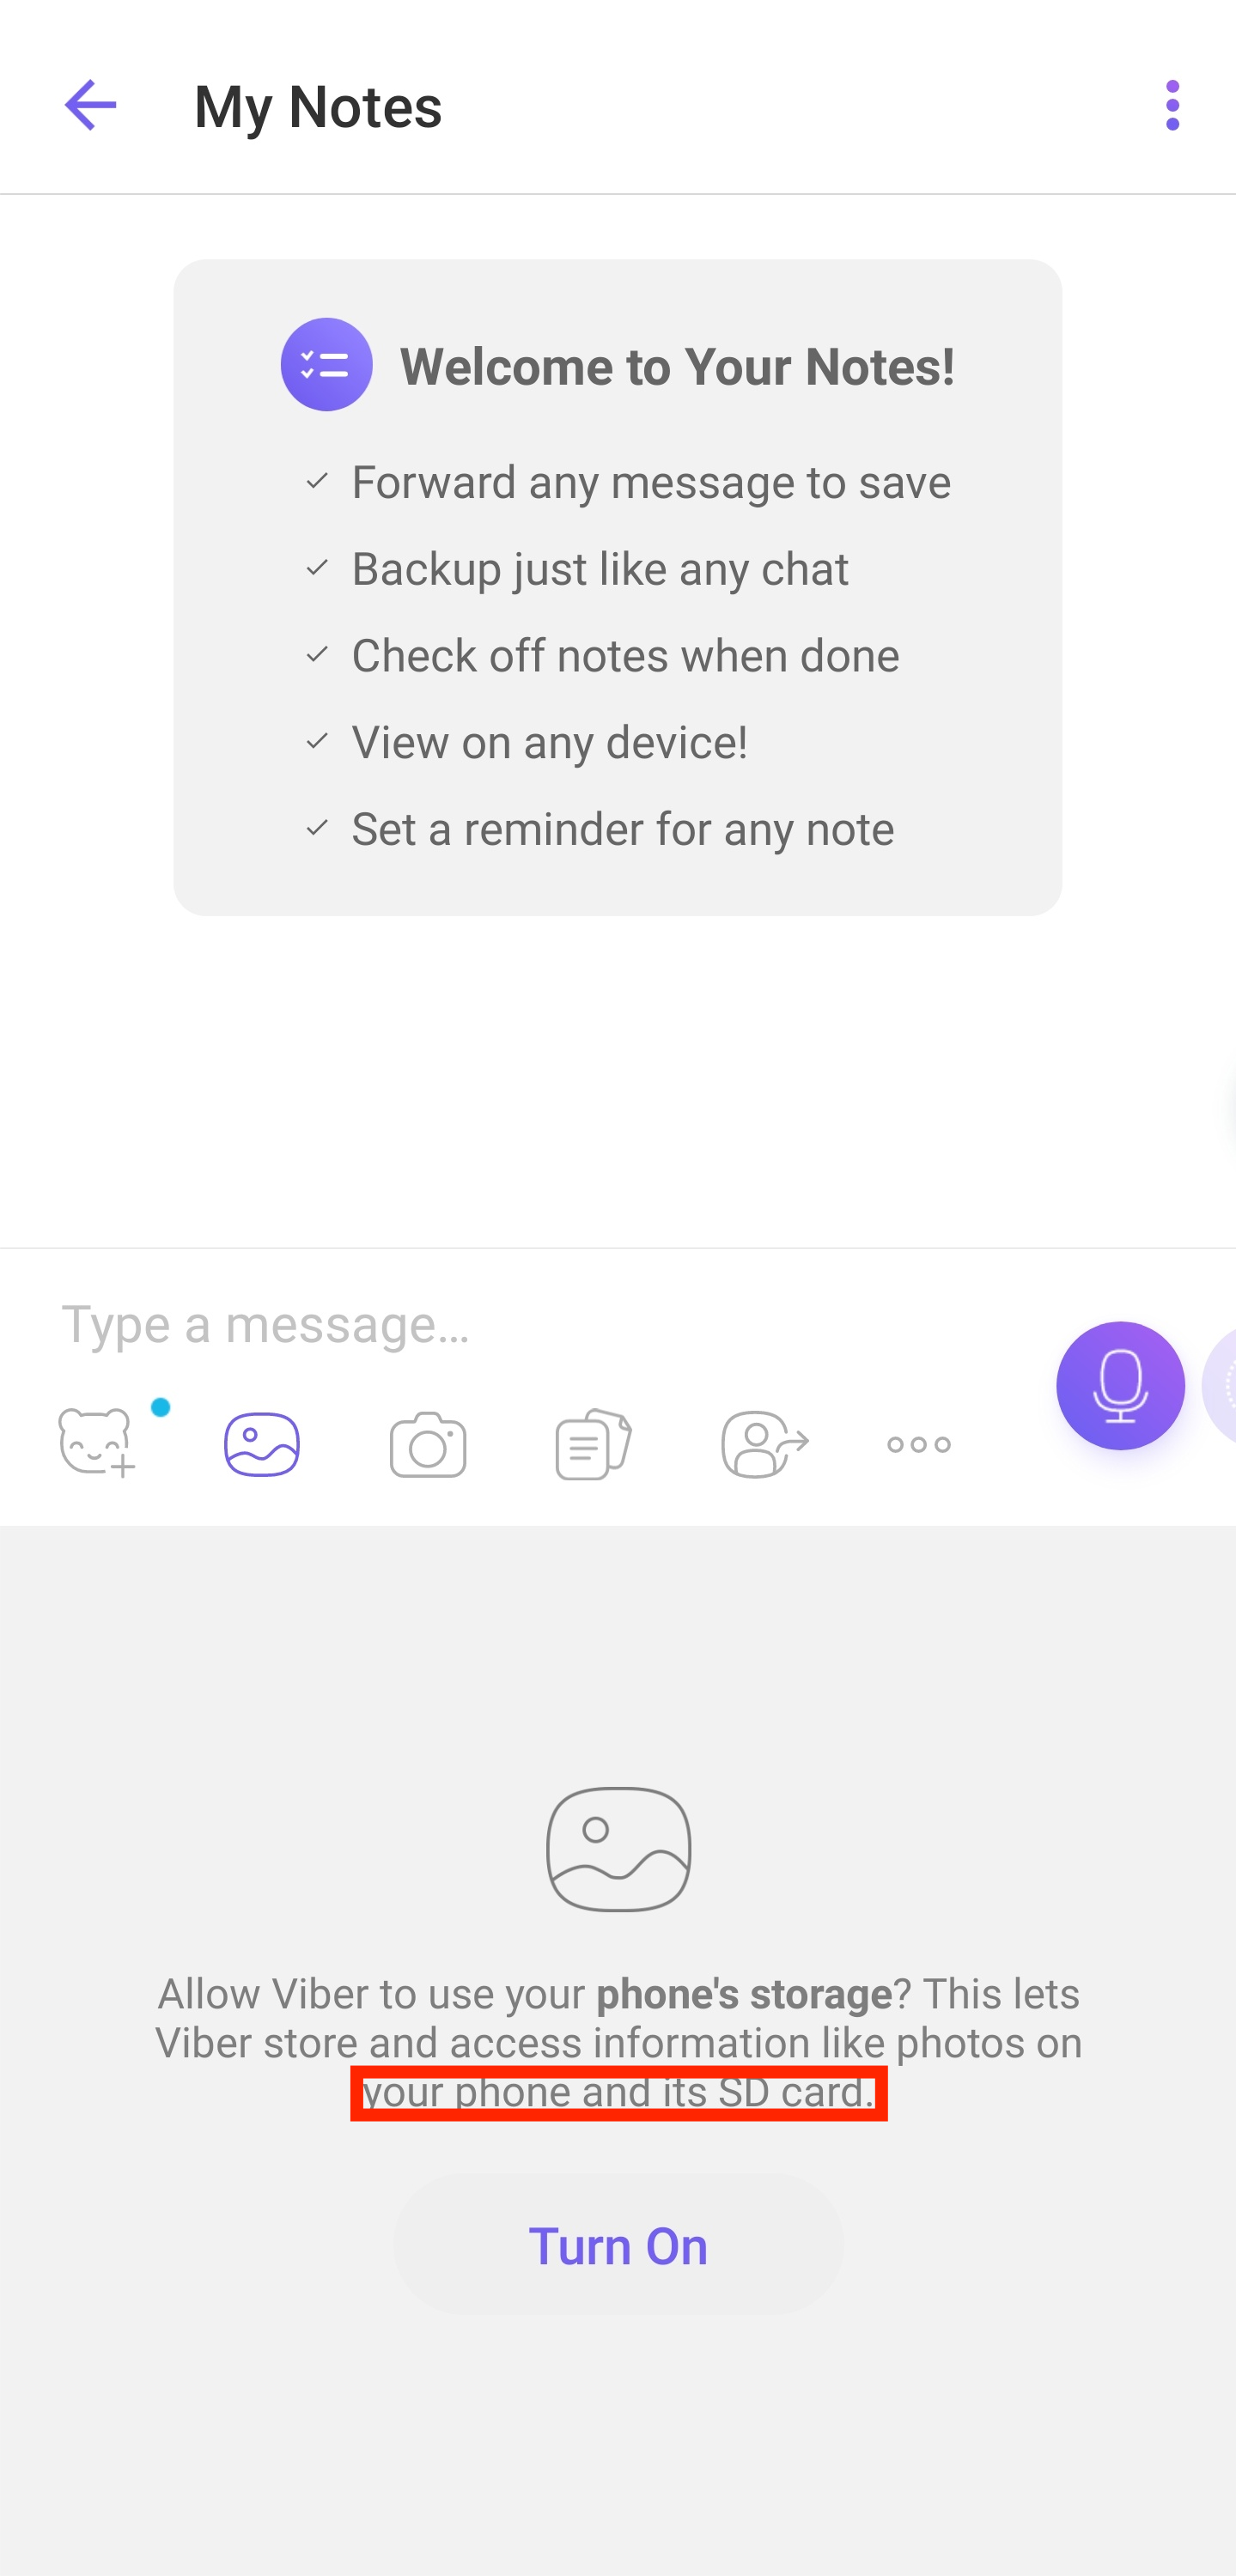 My Notes
Welcome to Your Notes!
Forward any message to save
Backup just like any chat
Check off notes when done
View on any device!
Set a reminder for any note
Type a message...
Allow Viber to use your phone's storage? This lets
Viber store and access information like photos on
your phone and its SD card.
Turn On